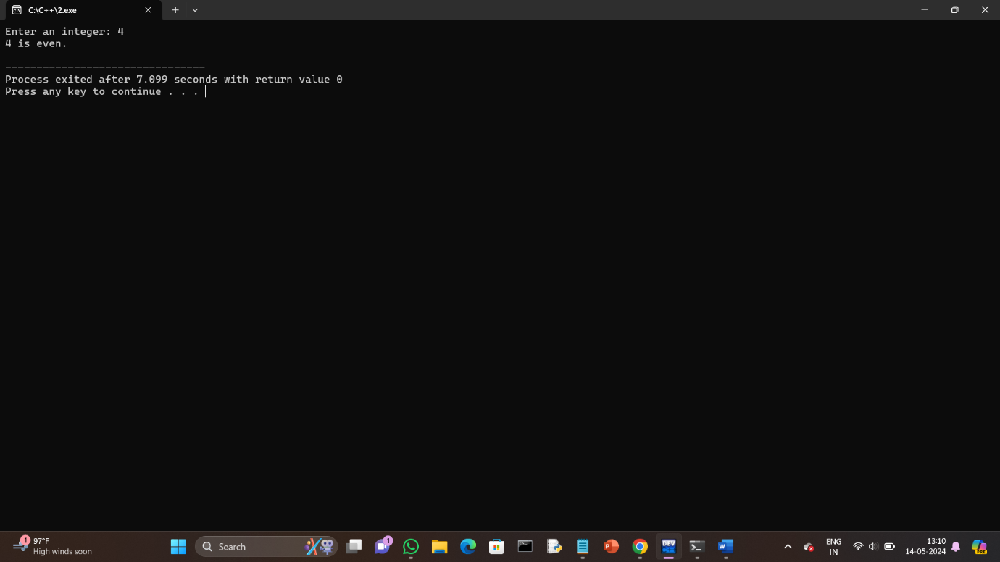 C:\C++\2.exe
Enter an integer: 4
4 is even.
--------------------------------
Process exited after 7.099 seconds with return value 0
Press any key to continue . . .
1
97°F
High winds soon
Search
1
DEV
ENG
IN
13:10
14-05-2024
PRE